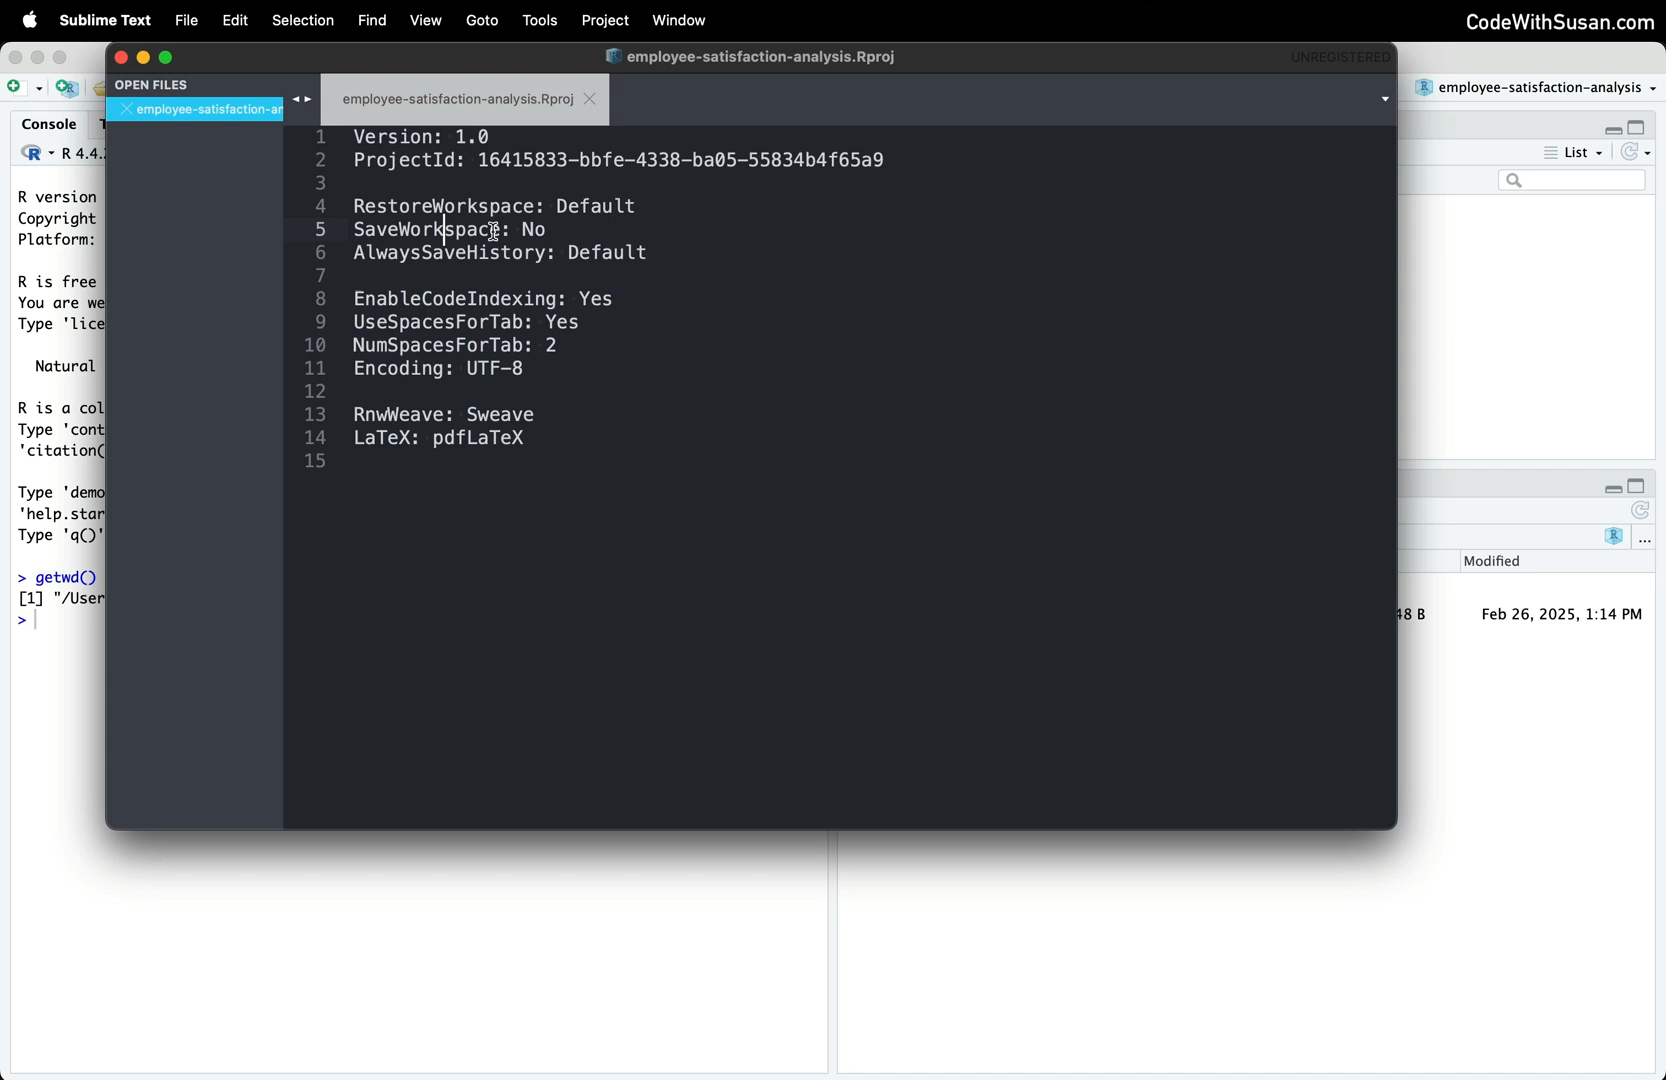 Sublime Text File Edit Selection Find View Goto Tools Project Window
CodeWithSusan.com
employee-satisfaction-analysis.Rproj
UNREGISTERED
OPEN FILES
employee-satisfaction-an
employee-satisfaction-analysis.Rproj
1 Version: 1.0
2 ProjectId: 16415833-bbfe-4338-ba05-55834b4f65a9
3
4 RestoreWorkspace: Default
5 SaveWorkspace: No
6 AlwaysSaveHistory: Default
7
8 EnableCodeIndexing: Yes
9 UseSpacesForTab: Yes
10 NumSpacesForTab: 2
11 Encoding: UTF-8
12
13 RnwWeave: Sweave
14 LaTeX: pdfLaTeX
15
Console
R 4.4.
R version
Copyright
Platform:
R is free
You are we
Type 'lice
Natural
R is a col
Type 'cont
'citation(
Type 'demo
'help.star
Type 'q()'
> getwd()
[1] "/User
>
employee-satisfaction-analysis
List
...
Modified
48 B Feb 26, 2025, 1:14 PM